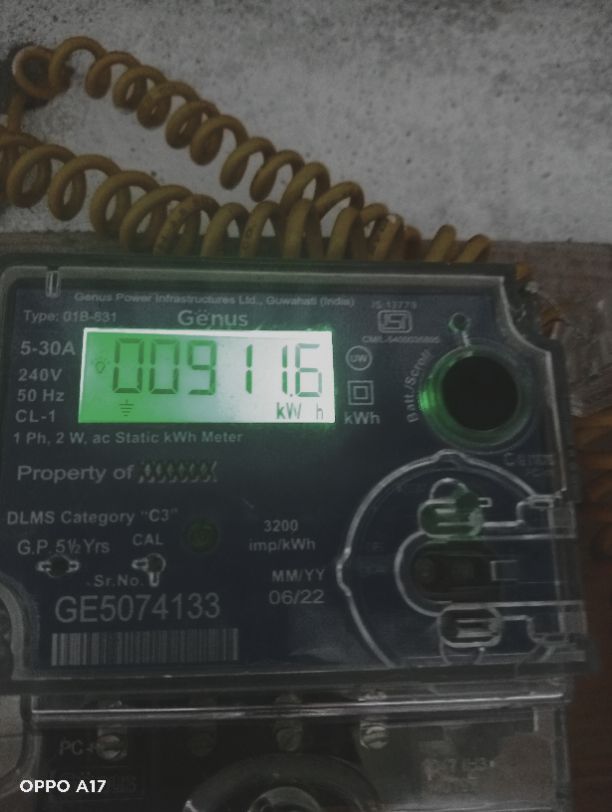 Genus Power Infrastructures Ltd., Guwahati (India)
IS-13779
Type: 01B-S31
Genus
5-30A
00911.6
UW
240V
50 Hz
kW h
kWh
CL-1
Batt./Scroll
1 Ph, 2 W, ac Static kWh Meter
Property of
DLMS Category "C3"
3200
imp/kWh
G.P. 5½ Yrs
CAL
Sr.No.
MM/YY
06/22
GE5074133
OPPO A17